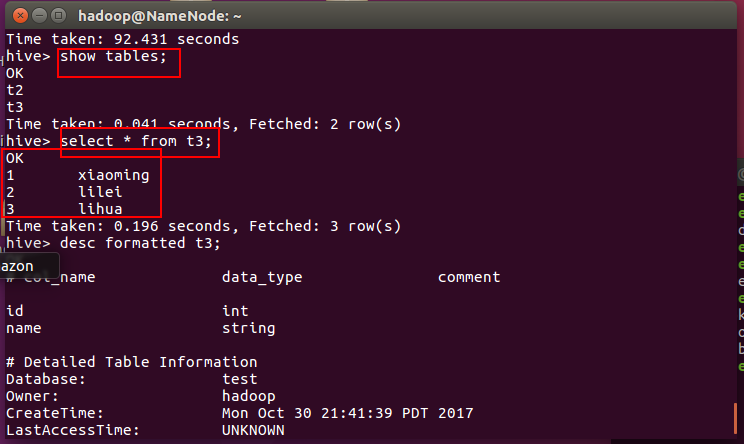 hadoop@NameNode: ~
Time taken: 92.431 seconds
hive> show tables;
OK
t2
t3
Time taken: 0.041 seconds, Fetched: 2 row(s)
hive> select * from t3;
OK
1 xiaoming
2 lilei
3 lihua
Time taken: 0.196 seconds, Fetched: 3 row(s)
hive> desc formatted t3;
azon
# col_name data_type comment
id int
name string
# Detailed Table Information
Database: test
Owner: hadoop
CreateTime: Mon Oct 30 21:41:39 PDT 2017
LastAccessTime: UNKNOWN